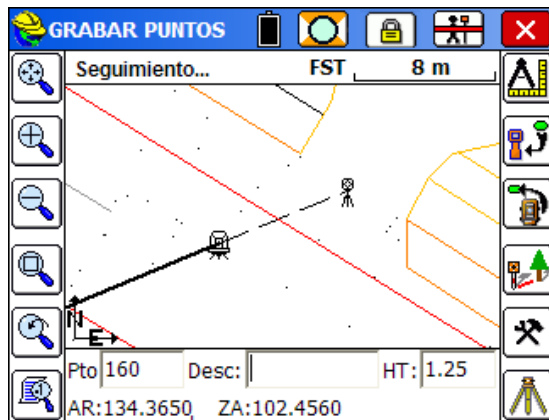 GRABAR PUNTOS
Seguimiento... FST 8 m
N
E
Pto 160 Desc: HT: 1.25
AR:134.3650 ZA:102.4560